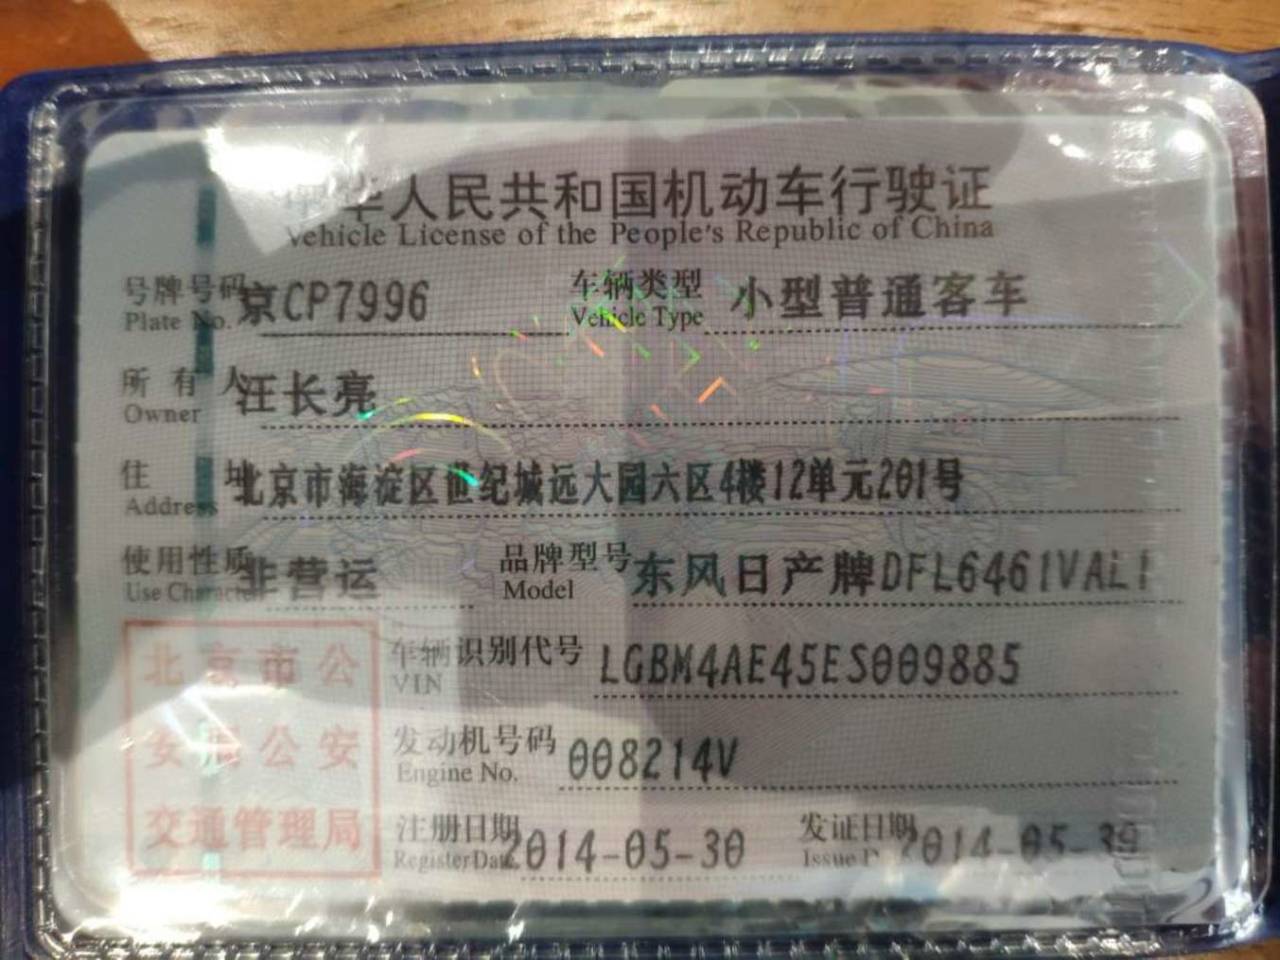 中华人民共和国机动车行驶证
Vehicle License of the People's Republic of China
号牌号码 京CP7996 车辆类型 小型普通客车
Plate No. Vehicle Type
所有人 汪长亮
Owner
住址 北京市海淀区世纪城远大园六区4楼12单元201号
Address
使用性质 非营运 品牌型号 东风日产牌DFL6461VAL1
Use Character Model
车辆识别代号 LGBM4AE45ES009885
VIN
发动机号码 008214V
Engine No.
注册日期 2014-05-30 发证日期 2014-05-30
Register Date Issue D
北京市公
安局公安
交通管理局